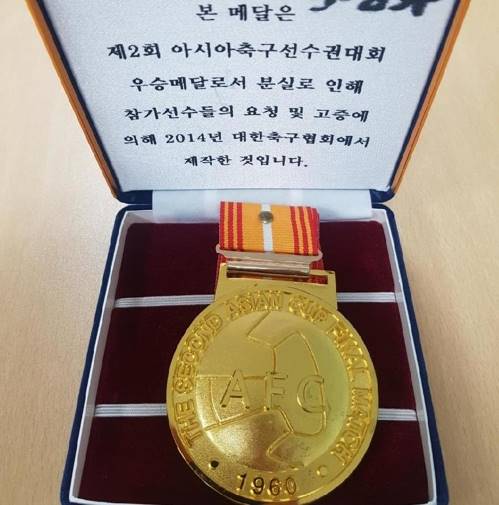 본 메달은
제2회 아시아축구선수권대회
우승메달로서 분실로 인해
참가선수들의 요청 및 고증에
의해 2014년 대한축구협회에서
제작한 것입니다.
THE SECOND ASIAN CUP FINAL MATCH
AFC
1960